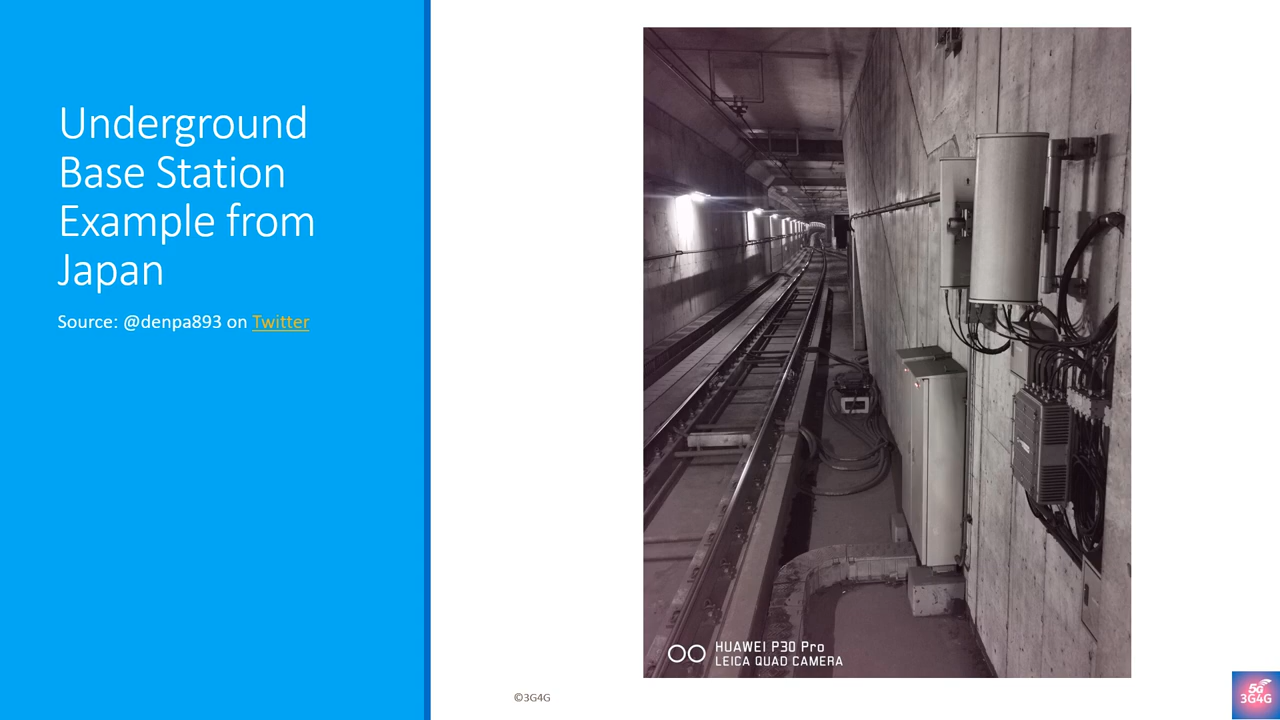 Underground
Base Station
Example from
Japan
Source: @denpa893 on Twitter
HUAWEI P30 Pro
LEICA QUAD CAMERA
©3G4G
5G
3G4G